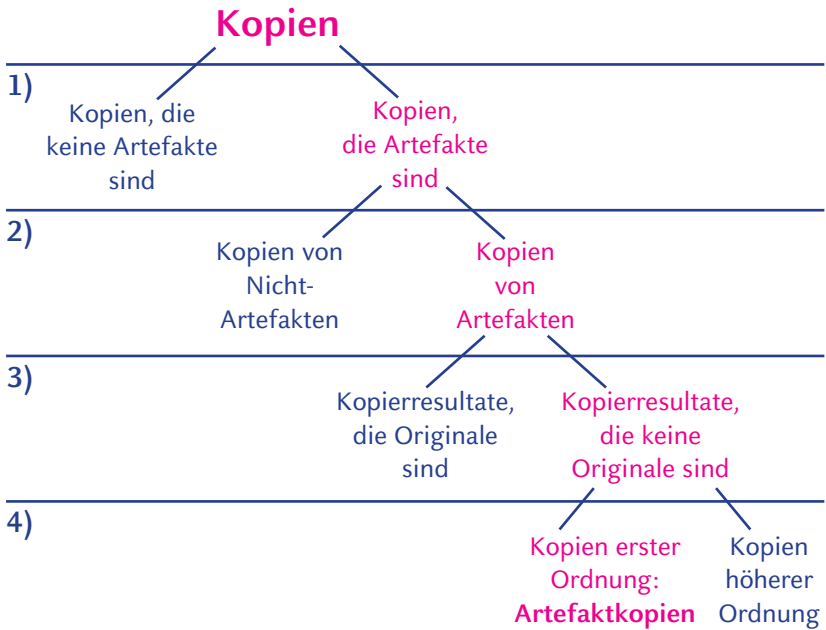 Kopien
1)
Kopien, die
keine Artefakte
sind
Kopien,
die Artefakte
sind
2)
Kopien von
Nicht-
Artefakten
Kopien
von
Artefakten
3)
Kopierresultate,
die Originale
sind
Kopierresultate,
die keine
Originale sind
4)
Kopien erster
Ordnung:
Artefaktkopien
Kopien
höherer
Ordnung